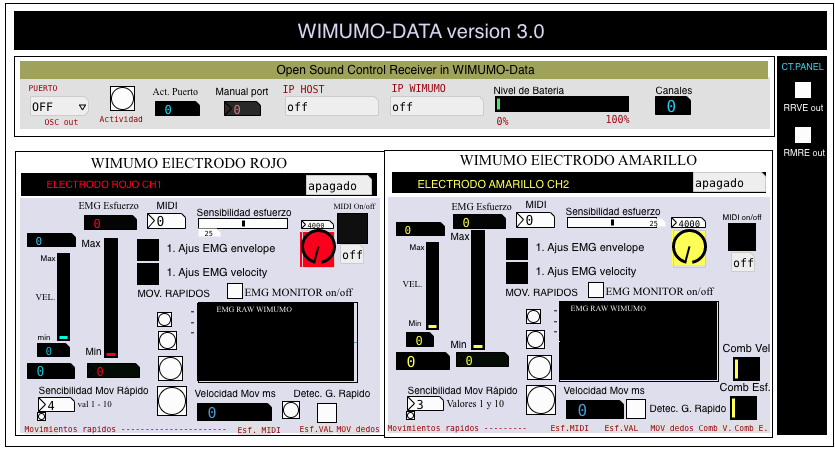 WIMUMO-DATA version 3.0
Open Sound Control Receiver in WIMUMO-Data
CT.PANEL
PUERTO
Act. Puerto
Manual port
IP HOST
IP WIMUMO
Nivel de Bateria
Canales
OFF
0
0
off
off
0
RRVE out
OSC out
Actividad
0%
100%
RMRE out
WIMUMO ElECTRODO ROJO
ELECTRODO ROJO CH1
apagado
EMG Esfuerzo
MIDI
Sensibilidad esfuerzo
MIDI On/off
0
0
25
4000
0
Max
Max
1. Ajus EMG envelope
off
1. Ajus EMG velocity
VEL.
MOV. RAPIDOS
EMG MONITOR on/off
EMG RAW WIMUMO
min
Min
0
0
0
Sencibilidad Mov Rápido
Velocidad Mov ms
Detec. G. Rapido
4
val 1 - 10
0
Movimientos rapidos ----------------------
Esf. MIDI
Esf.VAL
MOV dedos
WIMUMO ElECTRODO AMARILLO
ELECTRODO AMARILLO CH2
apagado
EMG Esfuerzo
MIDI
Sensibilidad esfuerzo
MIDI on/off
0
0
25
4000
0
Max
Max
1. Ajus EMG envelope
off
1. Ajus EMG velocity
VEL.
MOV. RAPIDOS
EMG MONITOR on/off
EMG RAW WIMUMO
min
Min
0
0
0
Comb Vel
Comb Esf.
Sencibilidad Mov Rápido
Velocidad Mov ms
3
Valores 1 y 10
0
Detec. G. Rapido
Movimientos rapidos ---------
Esf.MIDI
Esf.VAL
MOV dedos
Comb V.
Comb E.